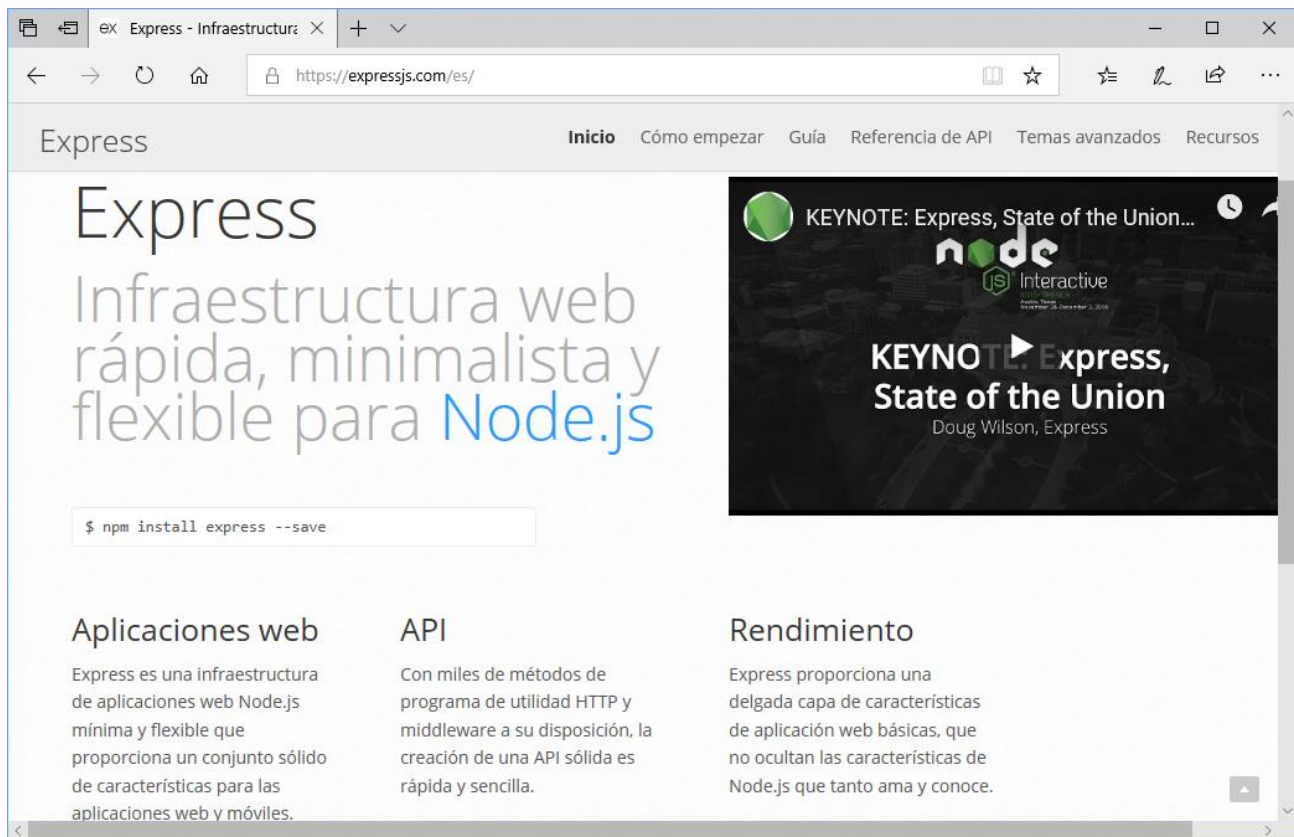 ex Express - Infraestructura
https://expressjs.com/es/
Express
Inicio Cómo empezar Guía Referencia de API Temas avanzados Recursos
Express
Infraestructura web
rápida, minimalista y
flexible para Node.js
$ npm install express --save
KEYNOTE: Express, State of the Union...
node
JS Interactive
Austin, Texas
KEYNOTE: Express,
State of the Union
Doug Wilson, Express
Aplicaciones web
Express es una infraestructura
de aplicaciones web Node.js
mínima y flexible que
proporciona un conjunto sólido
de características para las
aplicaciones web y móviles.
API
Con miles de métodos de
programa de utilidad HTTP y
middleware a su disposición, la
creación de una API sólida es
rápida y sencilla.
Rendimiento
Express proporciona una
delgada capa de características
de aplicación web básicas, que
no ocultan las características de
Node.js que tanto ama y conoce.